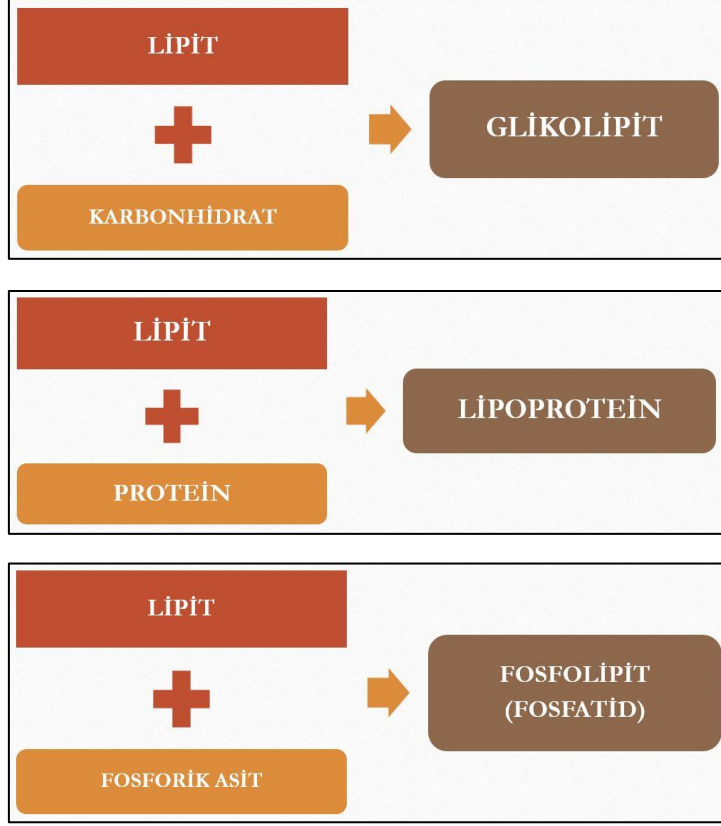 LİPİT
KARBONHİDRAT
GLİKOLİPİT
LİPİT
PROTEİN
LİPOPROTEİN
LİPİT
FOSFORİK ASİT
FOSFOLİPİT
(FOSFATİD)